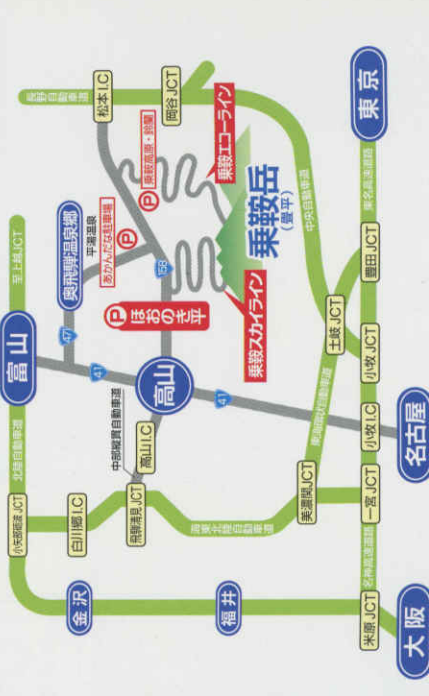 長野自動車道
松本I.C
岡谷JCT
東京
乗鞍高原・鈴蘭
P
乗鞍エコーライン
中央自動車道
東名高速道路
至上越JCT
奥飛騨温泉郷
平湯温泉
あかんだな駐車場
P
乗鞍岳
(畳平)
豊田JCT
158
乗鞍スカイライン
土岐JCT
富山
47
P ほおのき平
小牧JCT
41
高山
41
東海環状自動車道
小牧I.C
名古屋
北陸自動車道
中部縦貫自動車道
高山I.C
小矢部砺波JCT
白川郷I.C
飛騨清見JCT
東海北陸自動車道
美濃関JCT
一宮JCT
名神高速道路
金沢
福井
米原JCT
大阪